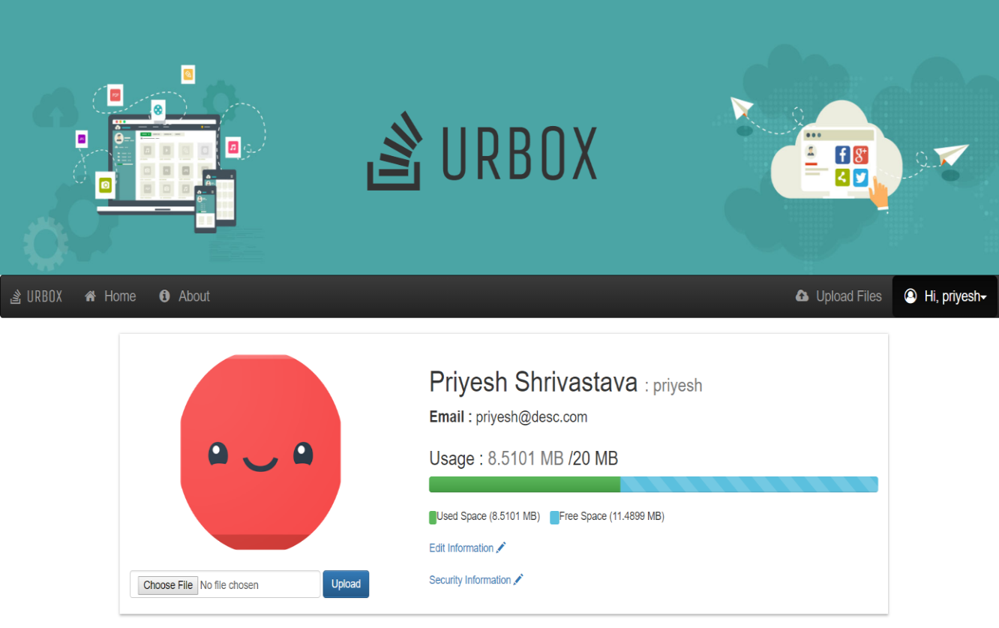 PDF
URBOX
URBOX Home About Upload Files Hi, priyesh
Priyesh Shrivastava : priyesh
Email : priyesh@desc.com
Usage : 8.5101 MB /20 MB
Used Space (8.5101 MB) Free Space (11.4899 MB)
Edit Information
Security Information
Choose File No file chosen Upload